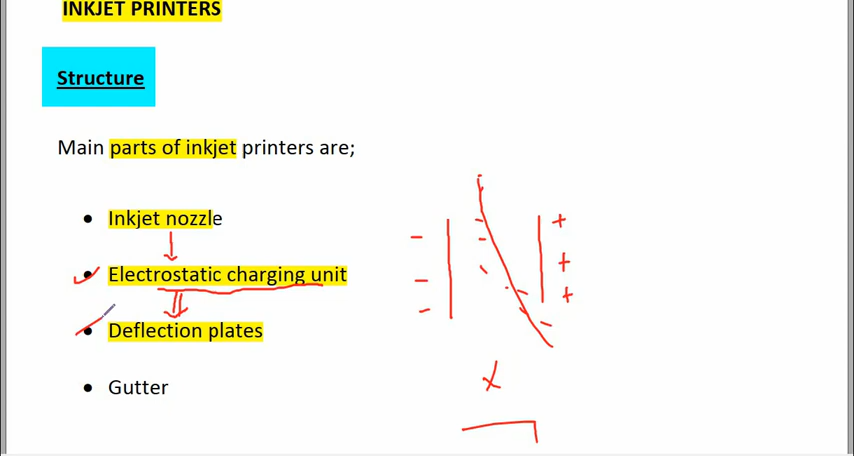 INKJET PRINTERS
Structure
Main parts of inkjet printers are;
• Inkjet nozzle
• Electrostatic charging unit
• Deflection plates
• Gutter